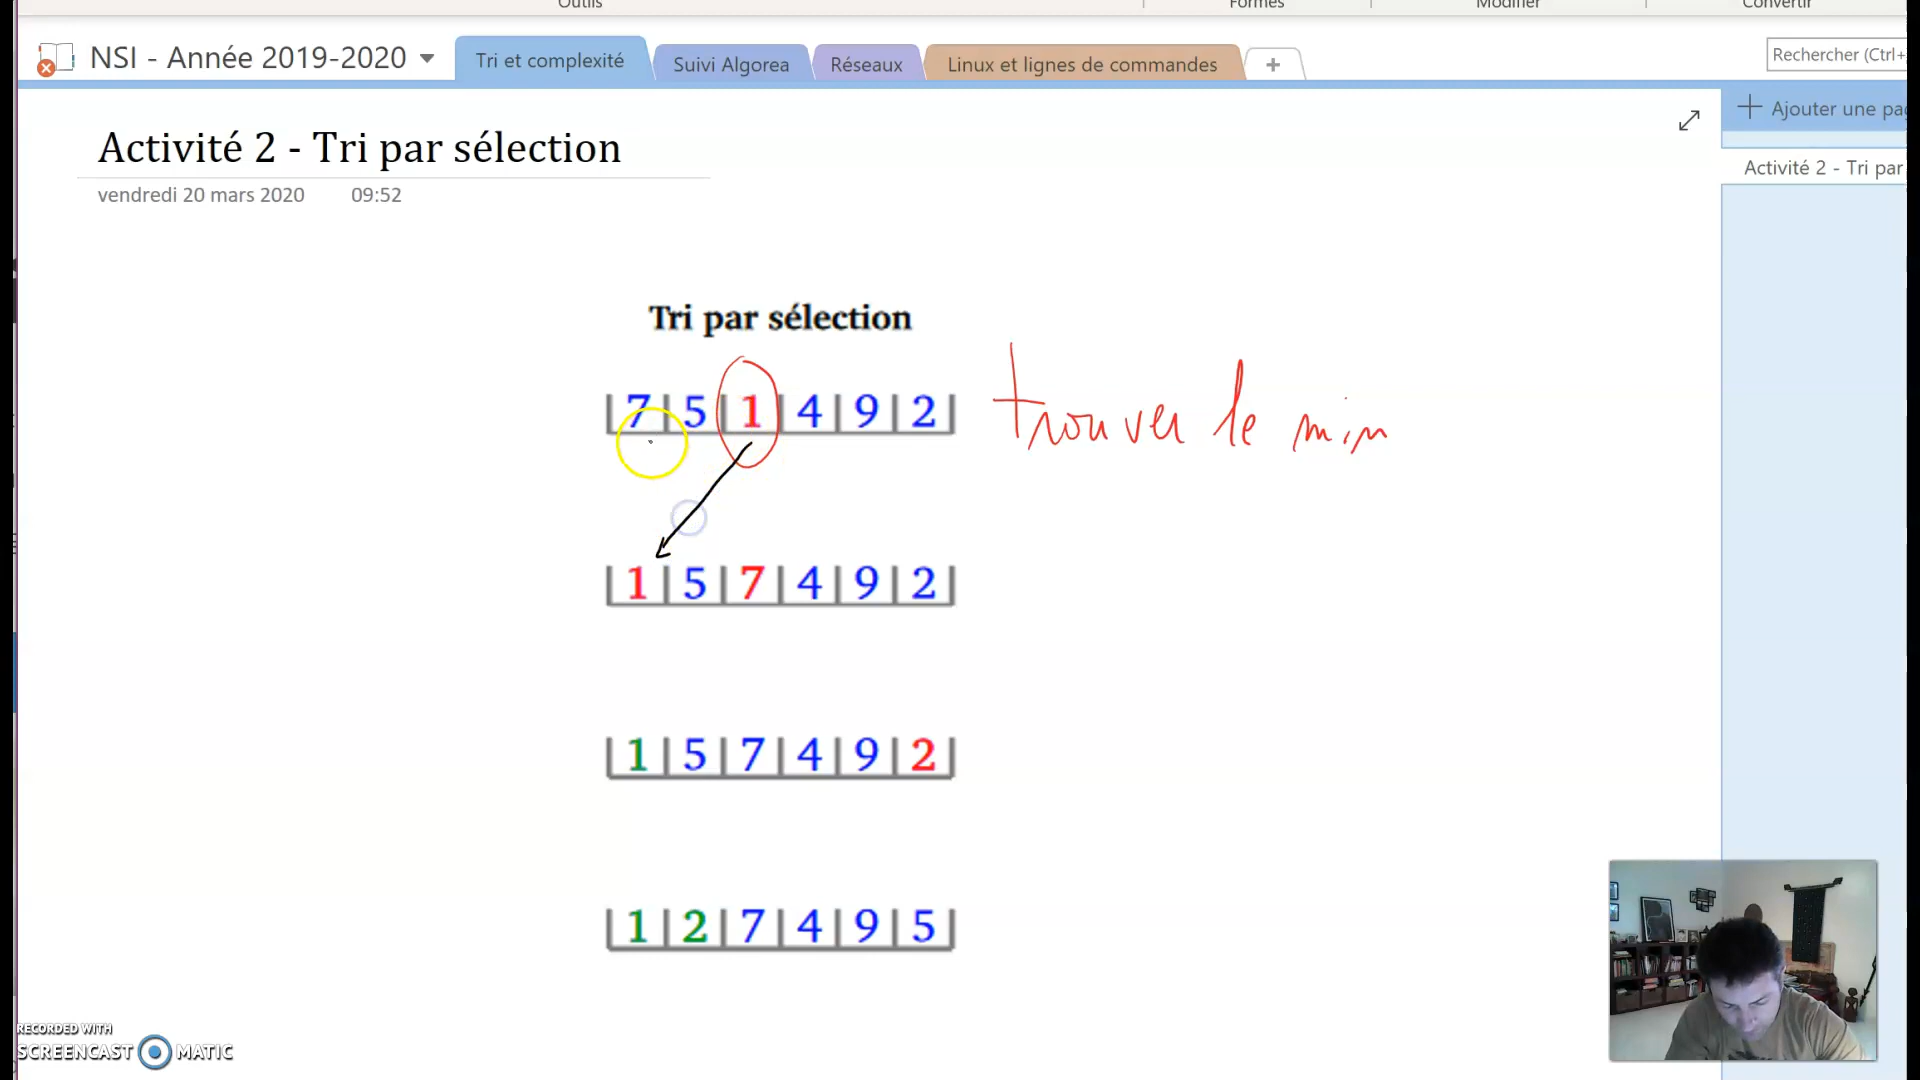 Outils
Formes
Modifier
Convertir
NSI - Année 2019-2020
Tri et complexité
Suivi Algorea
Réseaux
Linux et lignes de commandes
+
Rechercher (Ctrl+
Ajouter une pag
Activité 2 - Tri par
Activité 2 - Tri par sélection
vendredi 20 mars 2020 09:52
Tri par sélection
7 5 1 4 9 2
trouver le min
1 5 7 4 9 2
1 5 7 4 9 2
1 2 7 4 9 5
RECORDED WITH
SCREENCAST MATIC